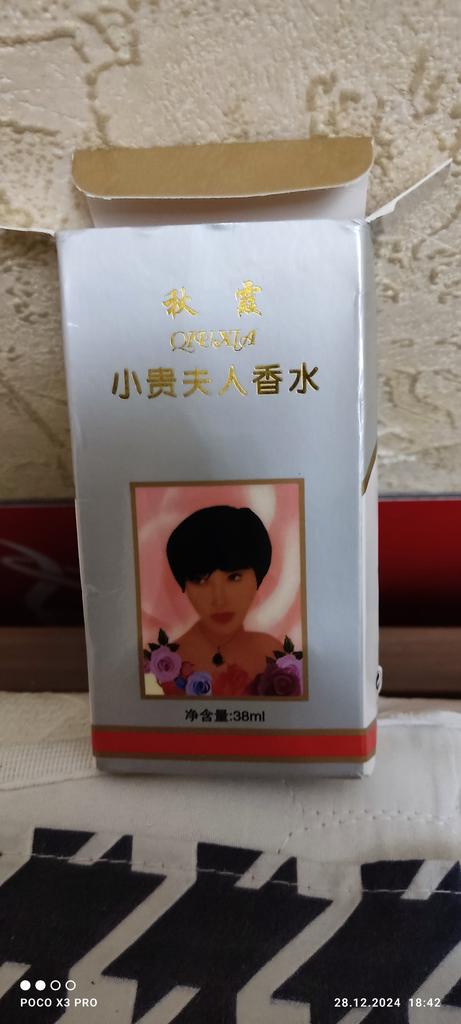 秋霞
QIUXIA
小贵夫人香水
净含量:38ml
POCO X3 PRO
28.12.2024 18:42